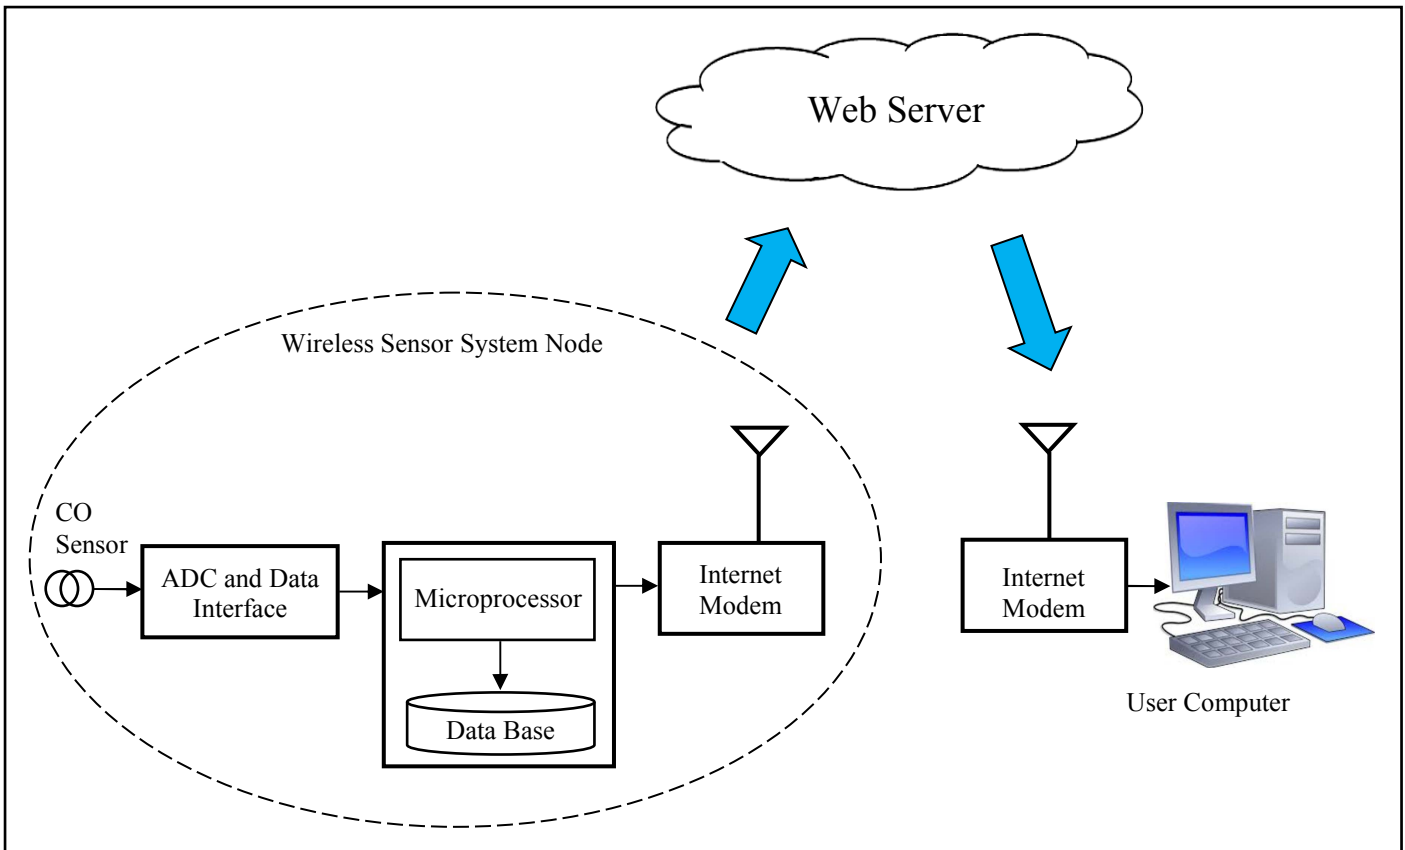 Web Server
Wireless Sensor System Node
CO
Sensor
ADC and Data
Interface
Microprocessor
Data Base
Internet
Modem
Internet
Modem
User Computer